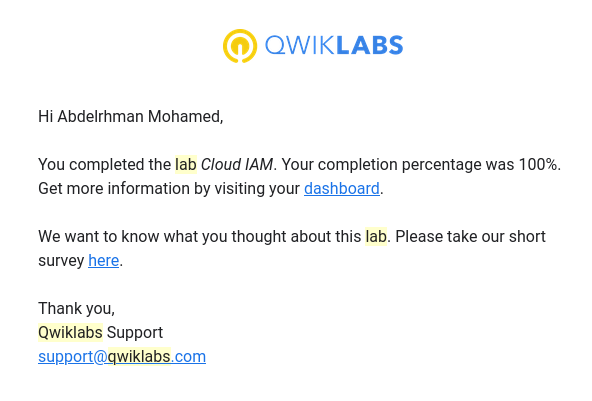 QWIKLABS
Hi Abdelrhman Mohamed,
You completed the lab Cloud IAM. Your completion percentage was 100%.
Get more information by visiting your dashboard.
We want to know what you thought about this lab. Please take our short
survey here.
Thank you,
Qwiklabs Support
support@qwiklabs.com